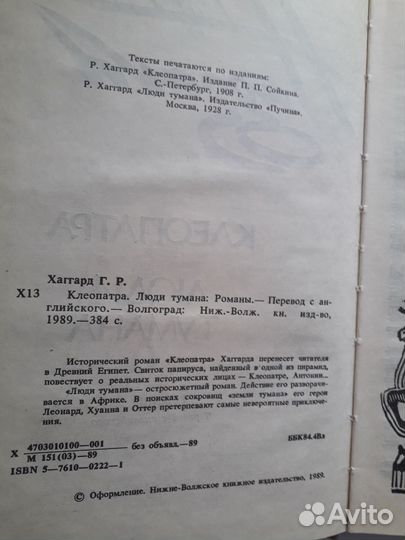 Тексты печатаются по изданиям:
Р. Хаггард «Клеопатра». Издание П. П. Сойкина.
С.-Петербург, 1908 г.
Р. Хаггард «Люди тумана». Издательство «Пучина».
Москва, 1928 г.
КЛЕОПАТРА
ЛЮДИ
ТУМАНА
Хаггард Г. Р.
Х13 Клеопатра. Люди тумана: Романы.— Перевод с ан-
глийского.— Волгоград: Ниж.-Волж. кн. изд-во,
1989.—384 с.
Исторический роман «Клеопатра» Хаггарда перенесет читателя
в Древний Египет. Свиток папируса, найденный в одной из пирамид,
повествует о реальных исторических лицах — Клеопатре, Антонии...
«Люди тумана» — остросюжетный роман. Действие его разворачи-
вается в Африке. В поисках сокровищ «земли тумана» его герои
Леонард, Хуанна и Оттер претерпевают самые невероятные приключе-
ния.
Х 4703010100—001
М 151(03)—89 без объявл.—89
ББК84.4Вл
ISBN 5—7610—0222—1
© Оформление. Нижне-Волжское книжное издательство, 1989.
Avito